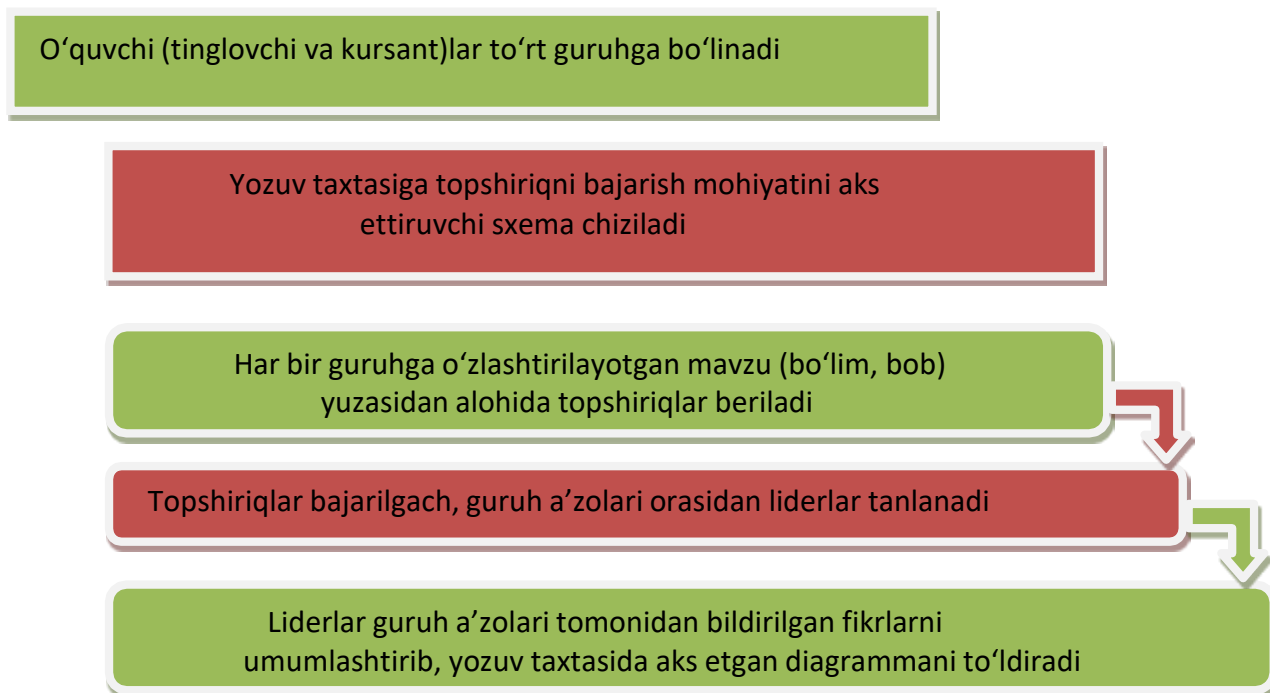 O‘quvchi (tinglovchi va kursant)lar to‘rt guruhga bo‘linadi
Yozuv taxtasiga topshiriqni bajarish mohiyatini aks
ettiruvchi sxema chiziladi
Har bir guruhga o‘zlashtirilayotgan mavzu (bo‘lim, bob)
yuzasidan alohida topshiriqlar beriladi
Topshiriqlar bajarilgach, guruh a’zolari orasidan liderlar tanlanadi
Liderlar guruh a’zolari tomonidan bildirilgan fikrlarni
umumlashtirib, yozuv taxtasida aks etgan diagrammani to‘ldiradi